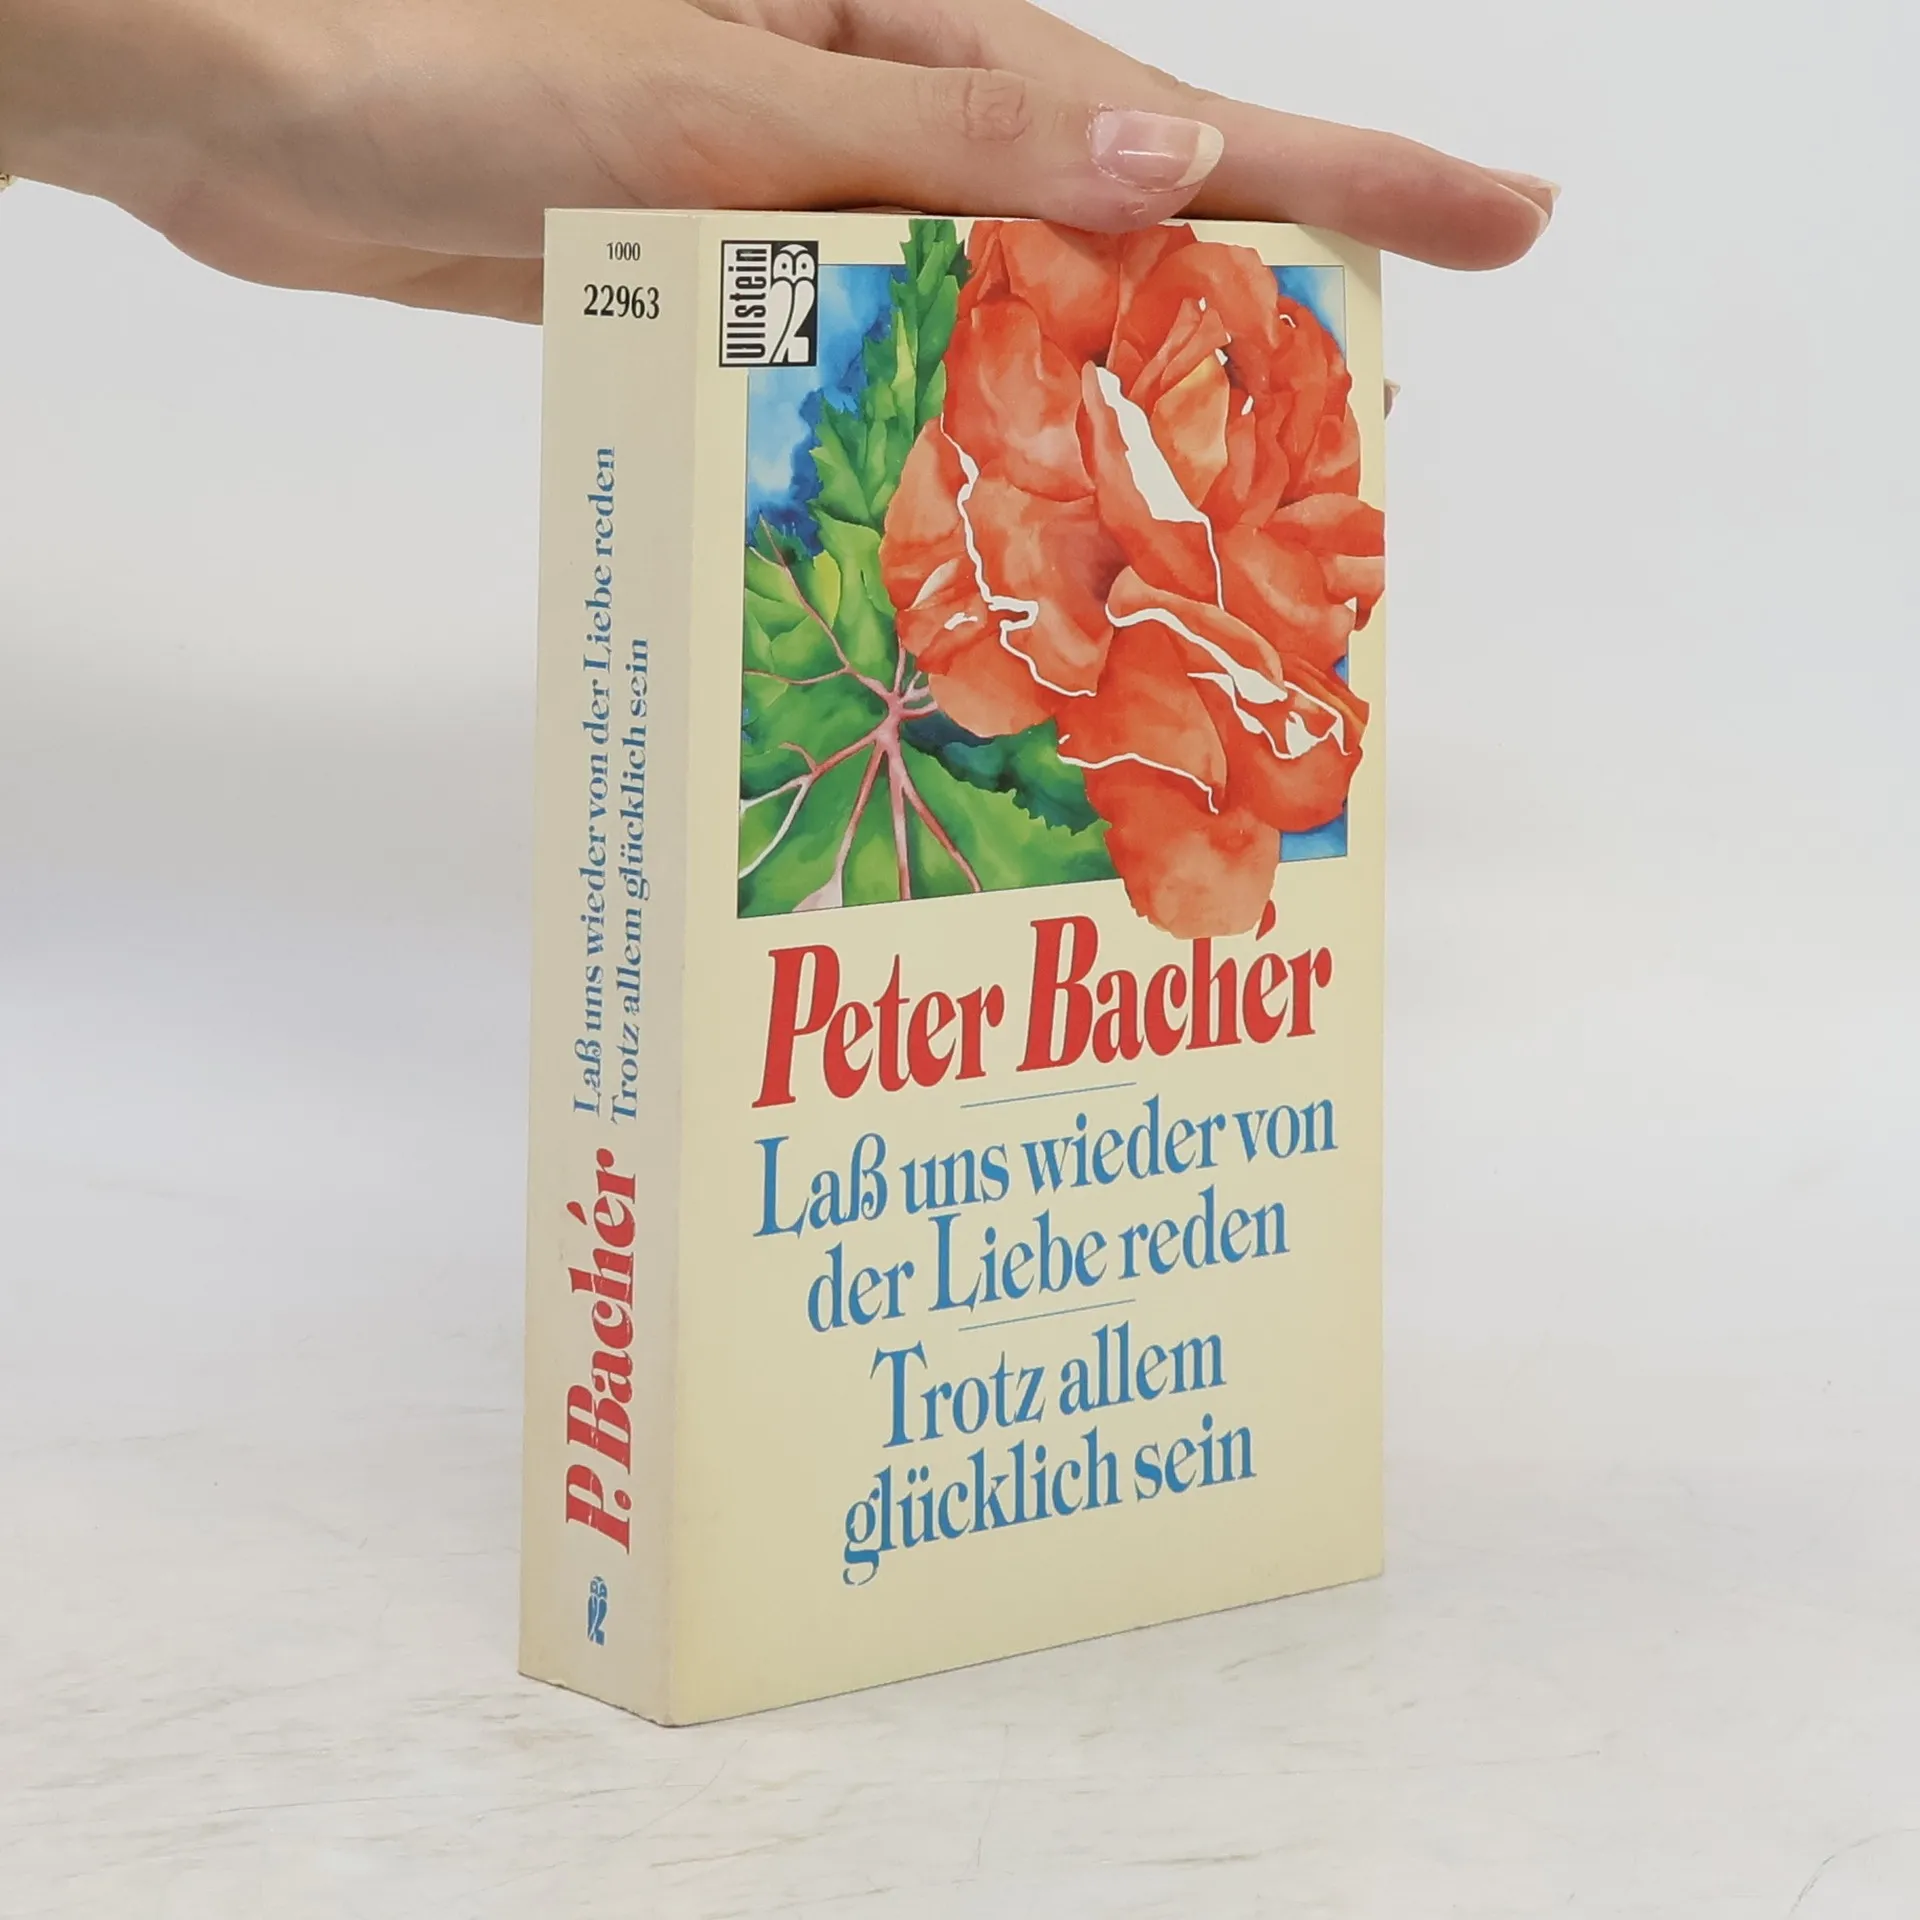 1000
22963
Laß uns wieder von der Liebe reden
Trotz allem glücklich sein
P. Bachér
Ullstein
Peter Bachér
Laß uns wieder von
der Liebe reden
Trotz allem
glücklich sein